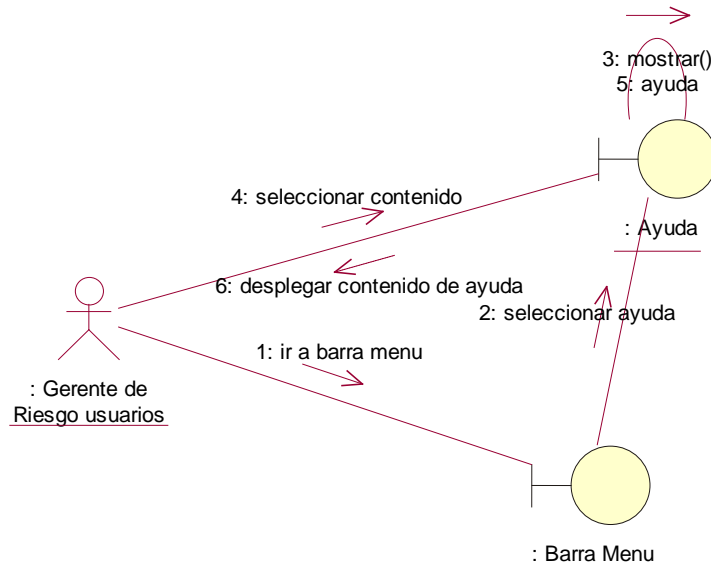 3: mostrar()
5: ayuda
4: seleccionar contenido
: Ayuda
6: desplegar contenido de ayuda
2: seleccionar ayuda
1: ir a barra menu
: Gerente de
Riesgo usuarios
: Barra Menu